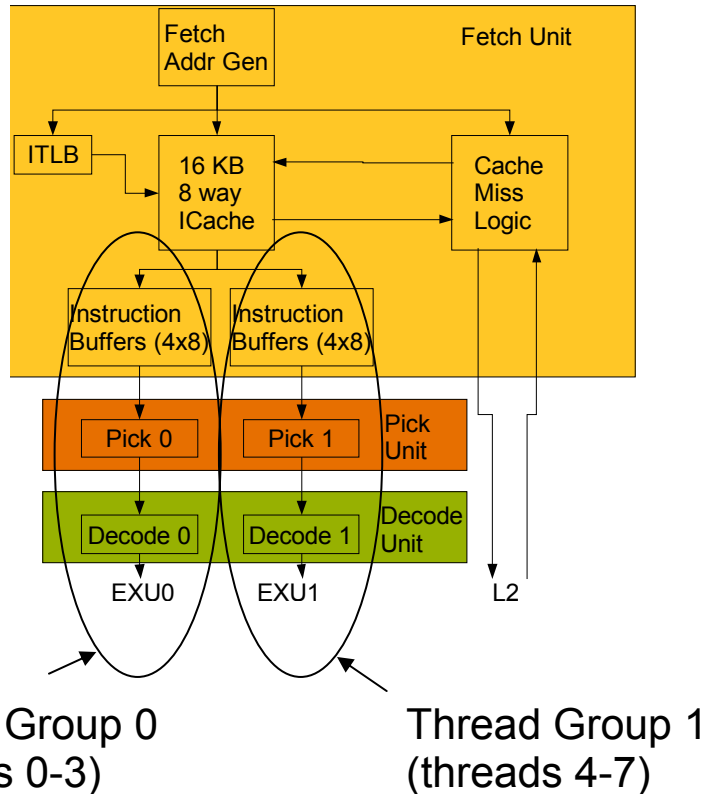 Fetch
Addr Gen
Fetch Unit
ITLB
16 KB
8 way
ICache
Cache
Miss
Logic
Instruction
Buffers (4x8)
Instruction
Buffers (4x8)
Pick 0
Pick 1
Pick
Unit
Decode 0
Decode 1
Decode
Unit
EXU0
EXU1
L2
Group 0
s 0-3)
Thread Group 1
(threads 4-7)